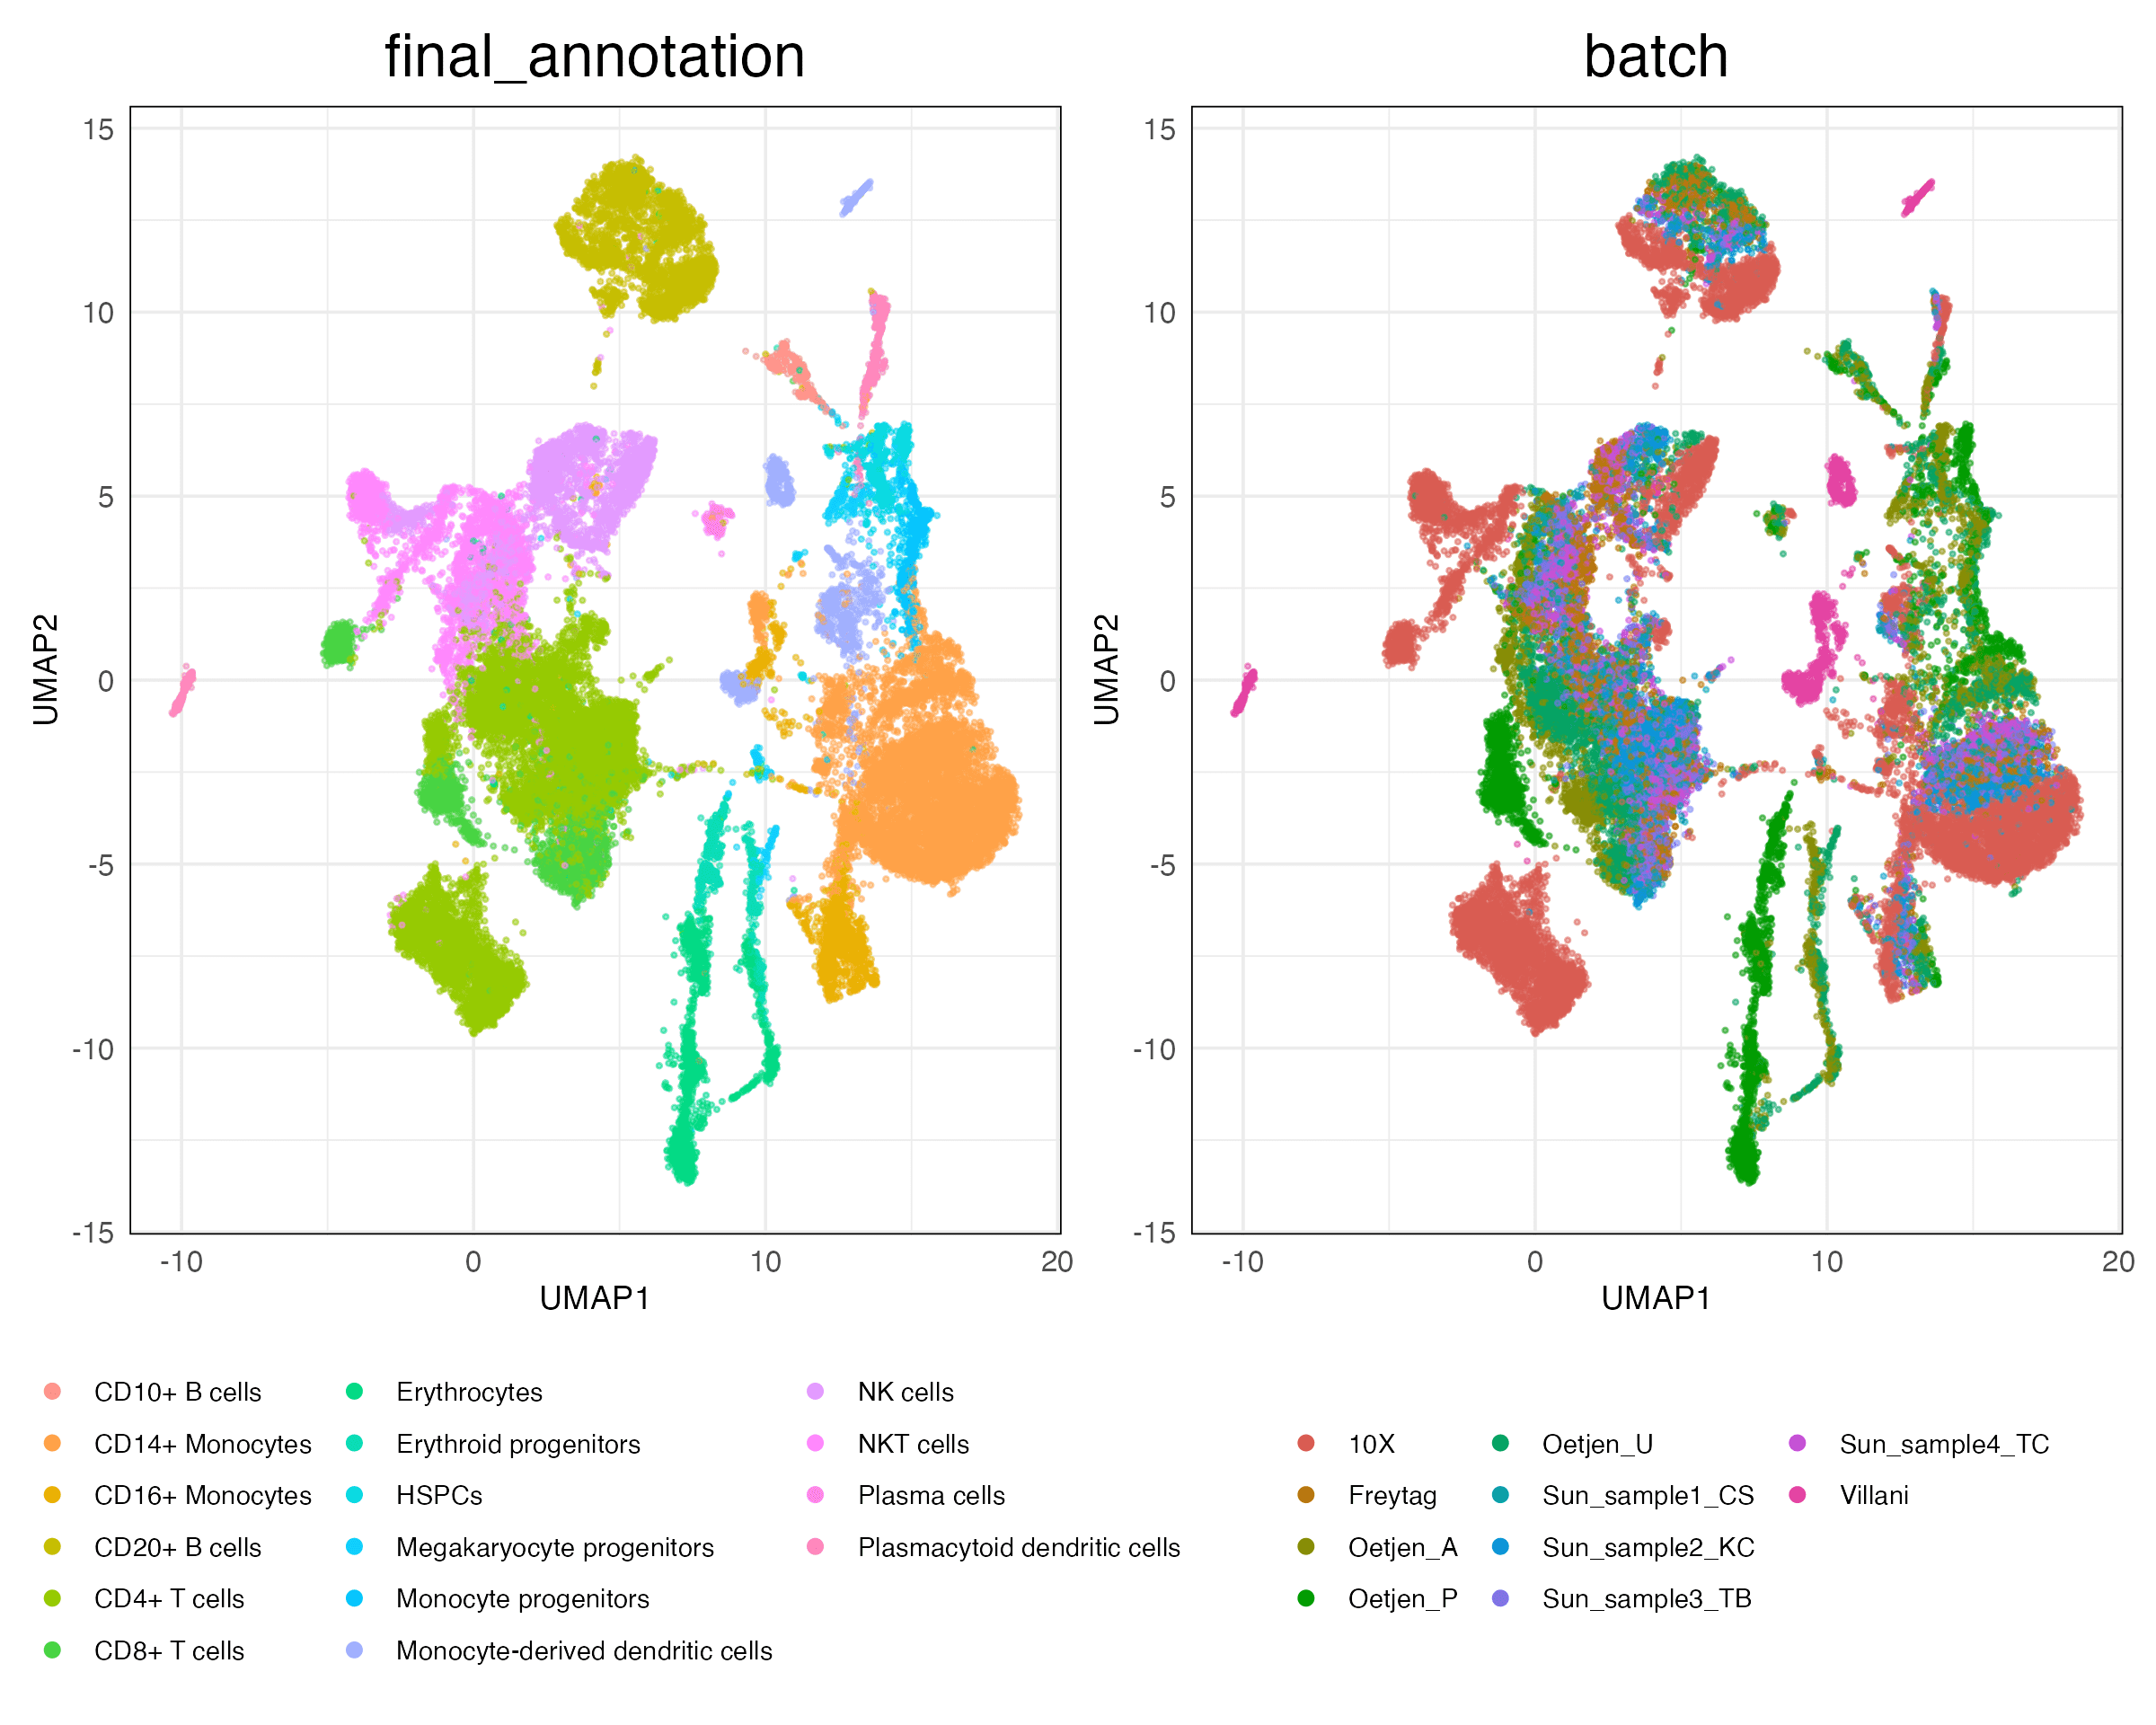 final_annotation
batch
15
10
5
0
-5
-10
-15
UMAP2
-10
0
10
20
UMAP1
15
10
5
0
-5
-10
-15
UMAP2
-10
0
10
20
UMAP1
CD10+ B cells
CD14+ Monocytes
CD16+ Monocytes
CD20+ B cells
CD4+ T cells
CD8+ T cells
Erythrocytes
Erythroid progenitors
HSPCs
Megakaryocyte progenitors
Monocyte progenitors
Monocyte-derived dendritic cells
NK cells
NKT cells
Plasma cells
Plasmacytoid dendritic cells
10X
Freytag
Oetjen_A
Oetjen_P
Oetjen_U
Sun_sample1_CS
Sun_sample2_KC
Sun_sample3_TB
Sun_sample4_TC
Villani